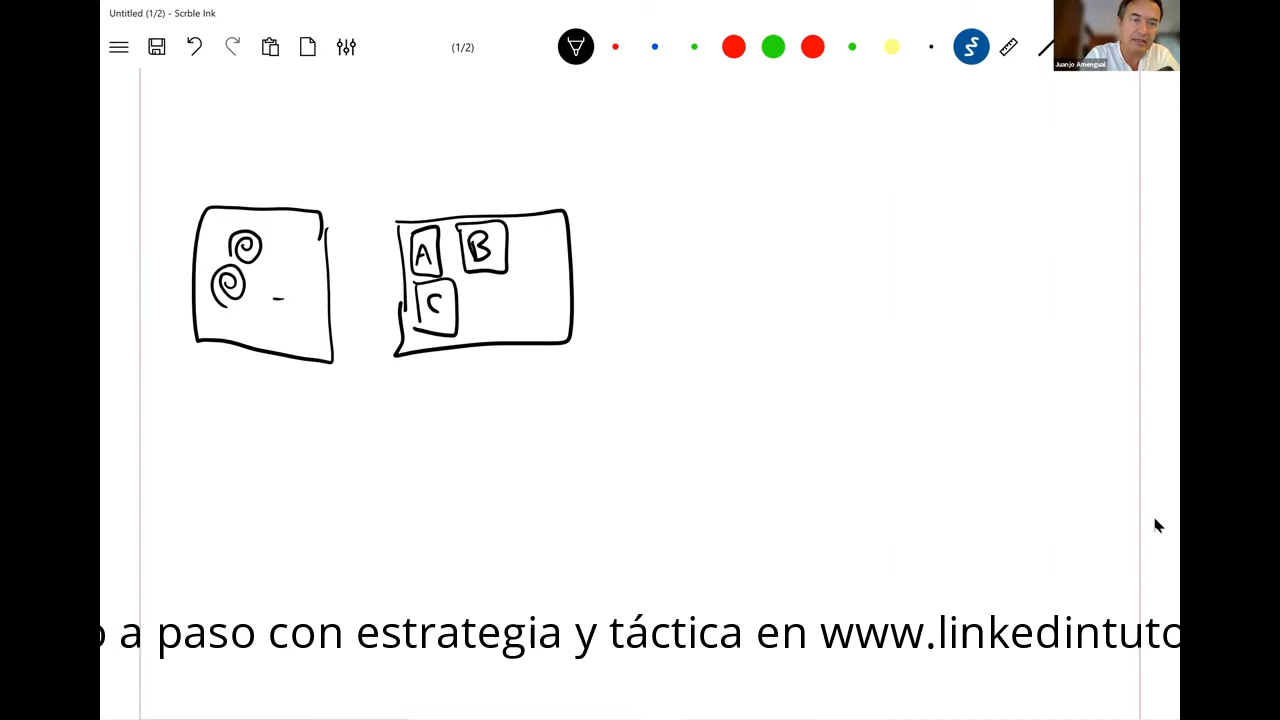 Untitled (1/2) - Scrble Ink
(1/2)
Juanjo Amengual
A B
C
a paso con estrategia y táctica en www.linkedintuto